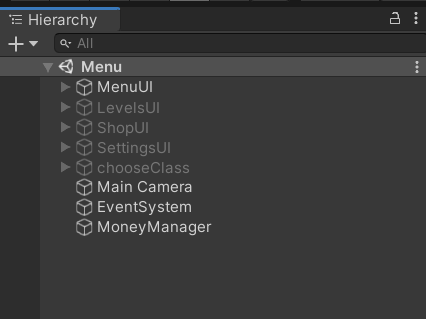 Hierarchy
All
Menu
MenuUI
LevelsUI
ShopUI
SettingsUI
chooseClass
Main Camera
EventSystem
MoneyManager